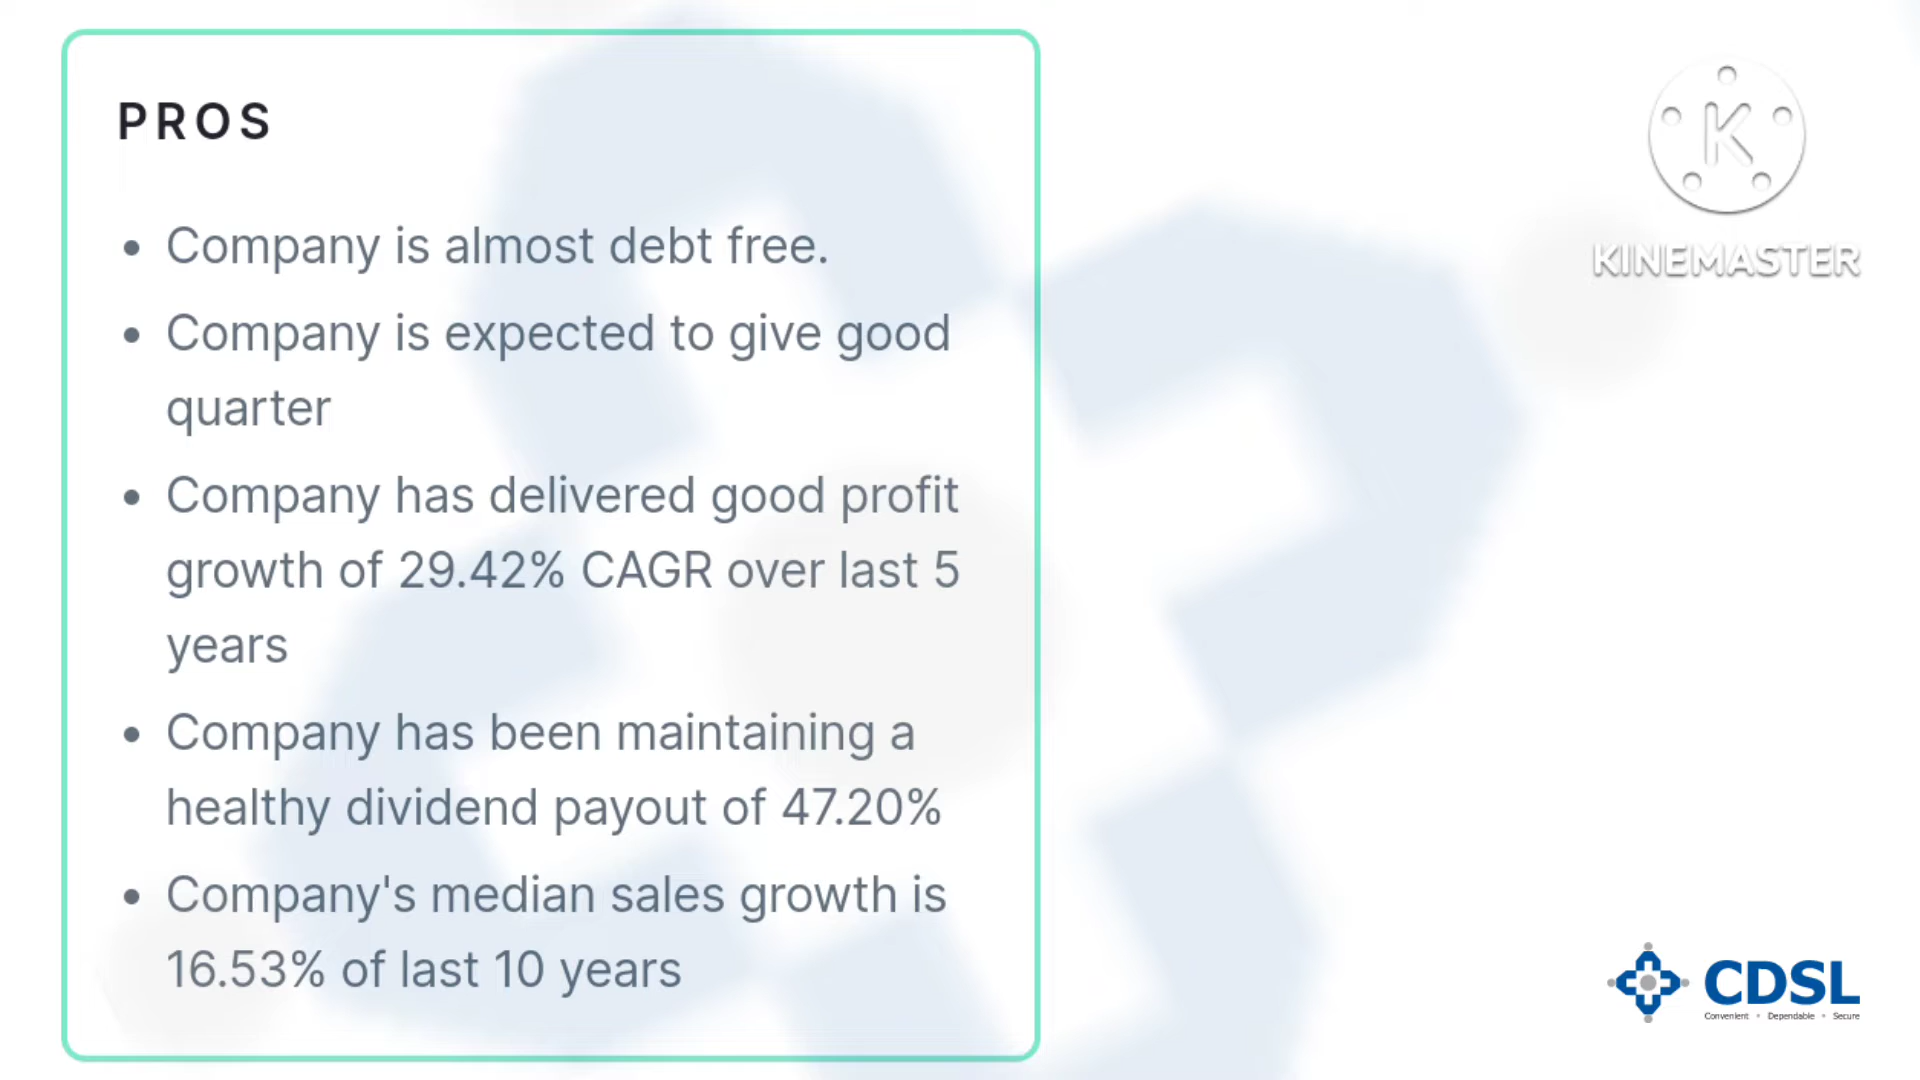 PROS
Company is almost debt free.
Company is expected to give good
quarter
Company has delivered good profit
growth of 29.42% CAGR over last 5
years
Company has been maintaining a
healthy dividend payout of 47.20%
Company's median sales growth is
16.53% of last 10 years
K
KINEMASTER
CDSL
Convenient • Dependable • Secure